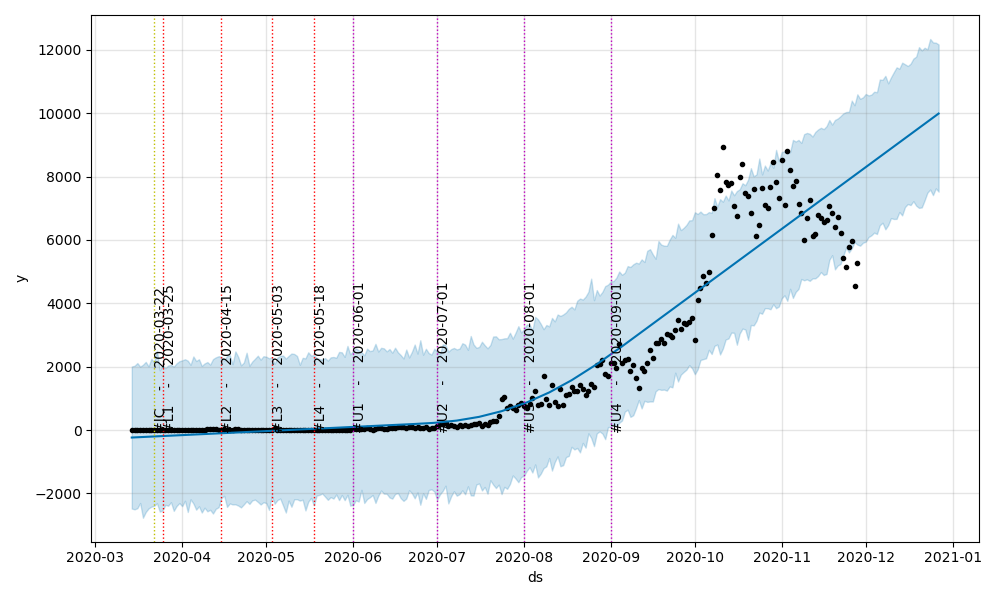 12000
10000
8000
6000
4000
2000
0
−2000
y
#JC - 2020-03-22
#L1 - 2020-03-25
#L2 - 2020-04-15
#L3 - 2020-05-03
#L4 - 2020-05-18
#U1 - 2020-06-01
#U2 - 2020-07-01
#U3 - 2020-08-01
#U4 - 2020-09-01
2020-03
2020-04
2020-05
2020-06
2020-07
2020-08
2020-09
2020-10
2020-11
2020-12
2021-01
ds